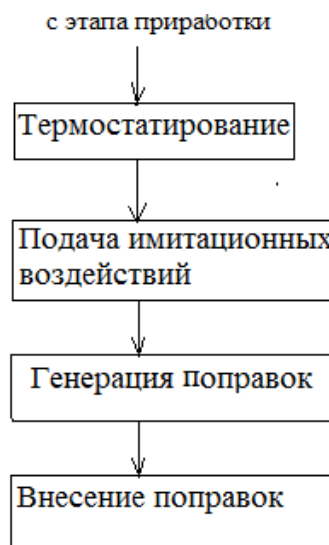 с этапа приработки
Термостатирование
Подача имитационных
воздействий
Генерация поправок
Внесение поправок